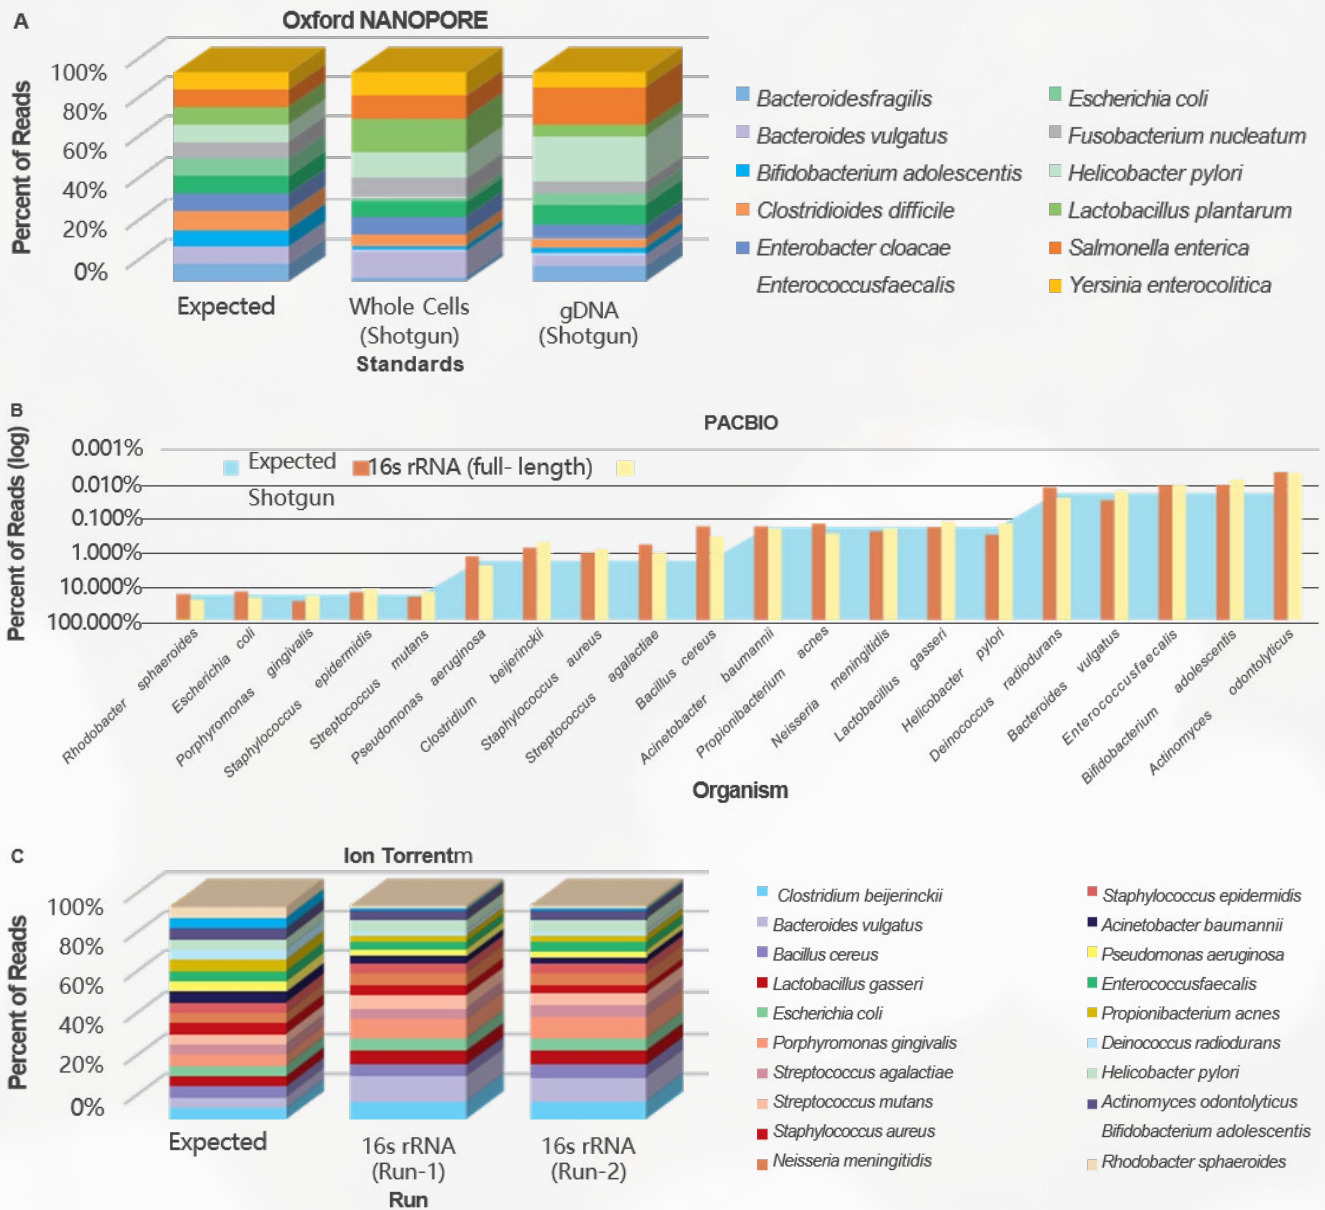 A
Oxford NANOPORE
Percent of Reads
100%
80%
60%
40%
20%
0%
Expected
Whole Cells
(Shotgun)
gDNA
(Shotgun)
Standards
Bacteroidesfragilis
Bacteroides vulgatus
Bifidobacterium adolescentis
Clostridioides difficile
Enterobacter cloacae
Enterococcusfaecalis
Escherichia coli
Fusobacterium nucleatum
Helicobacter pylori
Lactobacillus plantarum
Salmonella enterica
Yersinia enterocolitica
B
PACBIO
Percent of Reads (log)
0.001%
0.010%
0.100%
1.000%
10.000%
100.000%
Expected
16s rRNA (full- length)
Shotgun
Rhodobacter sphaeroides
Escherichia coli
Porphyromonas gingivalis
Staphylococcus epidermidis
Streptococcus mutans
Pseudomonas aeruginosa
Clostridium beijerinckii
Staphylococcus aureus
Streptococcus agalactiae
Bacillus cereus
Acinetobacter baumannii
Propionibacterium acnes
Neisseria meningitidis
Lactobacillus gasseri
Helicobacter pylori
Deinococcus radiodurans
Bacteroides vulgatus
Enterococcusfaecalis
Bifidobacterium adolescentis
Actinomyces odontolyticus
Organism
C
Ion Torrentm
Percent of Reads
100%
80%
60%
40%
20%
0%
Expected
16s rRNA
(Run-1)
16s rRNA
(Run-2)
Run
Clostridium beijerinckii
Bacteroides vulgatus
Bacillus cereus
Lactobacillus gasseri
Escherichia coli
Porphyromonas gingivalis
Streptococcus agalactiae
Streptococcus mutans
Staphylococcus aureus
Neisseria meningitidis
Staphylococcus epidermidis
Acinetobacter baumannii
Pseudomonas aeruginosa
Enterococcusfaecalis
Propionibacterium acnes
Deinococcus radiodurans
Helicobacter pylori
Actinomyces odontolyticus
Bifidobacterium adolescentis
Rhodobacter sphaeroides